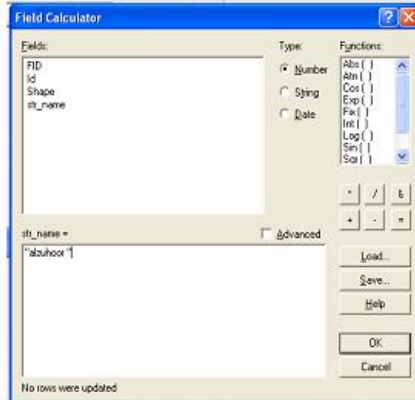 Field Calculator
Fields:
Type:
Functions:
FID
Id
Shape
str_name
Number
String
Date
Abs ( )
Atn ( )
Cos ( )
Exp ( )
Fix ( )
Int ( )
Log ( )
Sin ( )
Sqr ( )
* / &
+ - =
str_name =
Advanced
"alzuhoor "
Load...
Save...
Help
OK
Cancel
No rows were updated